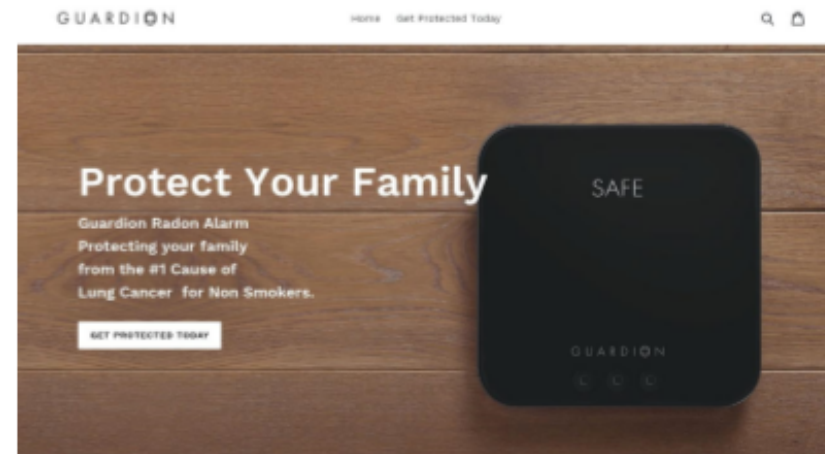 GUARDION
Home Get Protected Today
Protect Your Family
Guardion Radon Alarm
Protecting your family
from the #1 Cause of
Lung Cancer for Non Smokers.
GET PROTECTED TODAY
SAFE
GUARDION